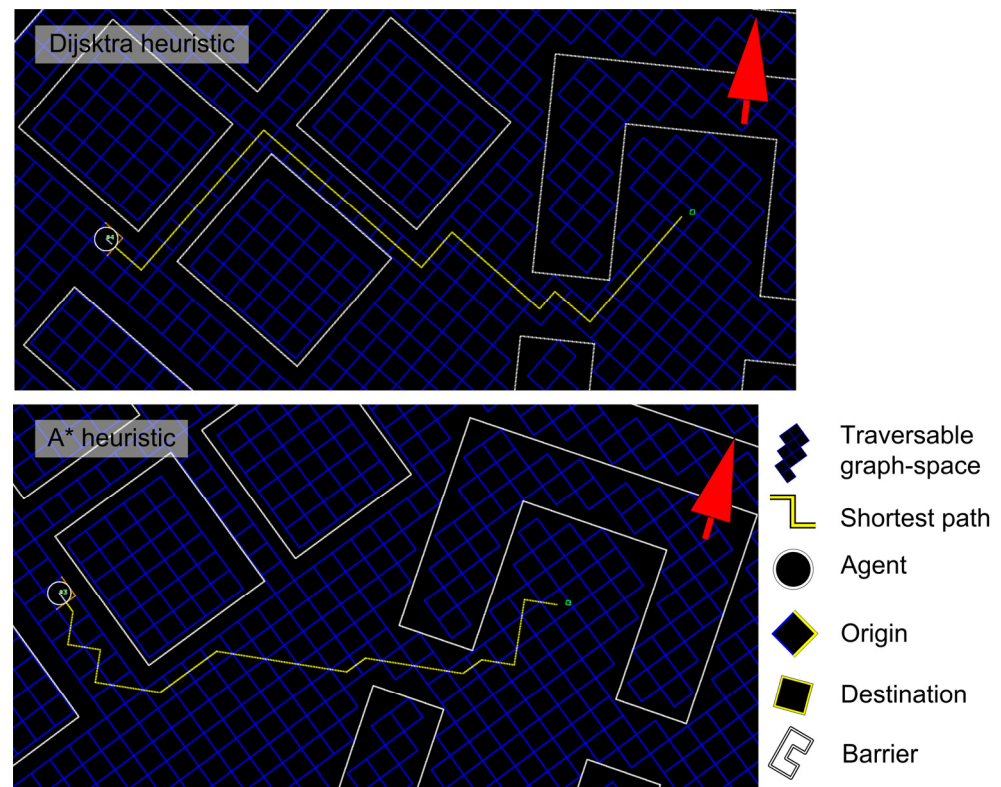 Dijsktra heuristic
A* heuristic
Traversable
graph-space
Shortest path
Agent
Origin
Destination
Barrier